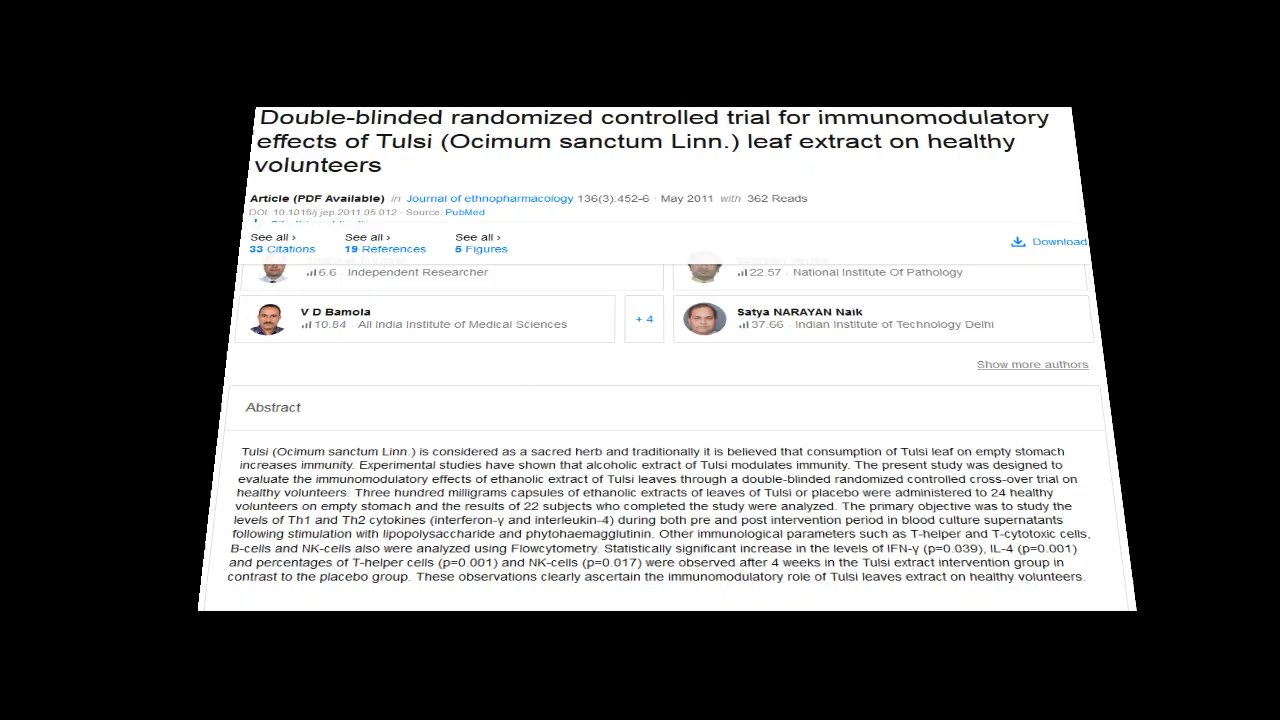 Double-blinded randomized controlled trial for immunomodulatory
effects of Tulsi (Ocimum sanctum Linn.) leaf extract on healthy
volunteers
Article (PDF Available) in Journal of ethnopharmacology 136(3):452-6 · May 2011 with 362 Reads
DOI: 10.1016/j.jep.2011.05.012 · Source: PubMed
See all › See all › See all ›
33 Citations 19 References 5 Figures
Download
6.6 · Independent Researcher
22.57 · National Institute Of Pathology
V D Bamola
10.84 · All India Institute of Medical Sciences
+ 4
Satya NARAYAN Naik
37.66 · Indian Institute of Technology Delhi
Show more authors
Abstract
Tulsi (Ocimum sanctum Linn.) is considered as a sacred herb and traditionally it is believed that consumption of Tulsi leaf on empty stomach
increases immunity. Experimental studies have shown that alcoholic extract of Tulsi modulates immunity. The present study was designed to
evaluate the immunomodulatory effects of ethanolic extract of Tulsi leaves through a double-blinded randomized controlled cross-over trial on
healthy volunteers. Three hundred milligrams capsules of ethanolic extracts of leaves of Tulsi or placebo were administered to 24 healthy
volunteers on empty stomach and the results of 22 subjects who completed the study were analyzed. The primary objective was to study the
levels of Th1 and Th2 cytokines (interferon-γ and interleukin-4) during both pre and post intervention period in blood culture supernatants
following stimulation with lipopolysaccharide and phytohaemagglutinin. Other immunological parameters such as T-helper and T-cytotoxic cells,
B-cells and NK-cells also were analyzed using Flowcytometry. Statistically significant increase in the levels of IFN-γ (p=0.039), IL-4 (p=0.001)
and percentages of T-helper cells (p=0.001) and NK-cells (p=0.017) were observed after 4 weeks in the Tulsi extract intervention group in
contrast to the placebo group. These observations clearly ascertain the immunomodulatory role of Tulsi leaves extract on healthy volunteers.